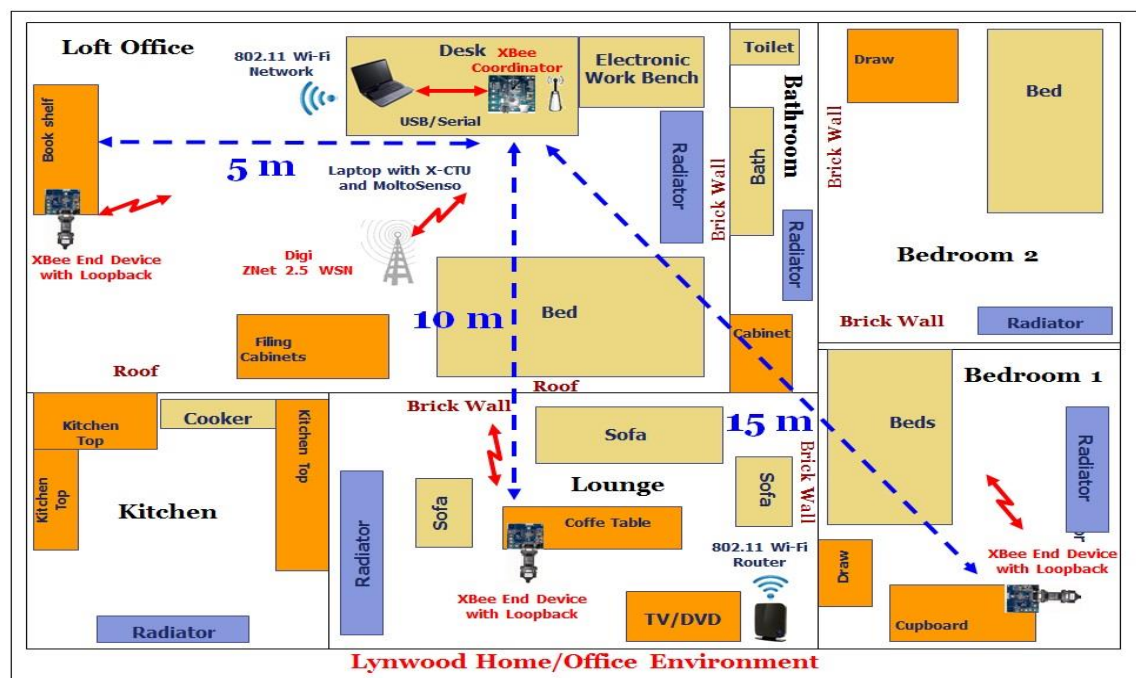 Loft Office
802.11 Wi-Fi
Network
Desk
XBee
Coordinator
USB/Serial
Electronic
Work Bench
Toilet
Bathroom
Bath
Radiator
Brick Wall
Radiator
Cabinet
Book shelf
5 m
Laptop with X-CTU
and MoltoSenso
XBee End Device
with Loopback
Digi
ZNet 2.5 WSN
10 m
Bed
Filing
Cabinets
Roof
Roof
Draw
Bed
Brick Wall
Bedroom 2
Brick Wall
Radiator
Kitchen
Top
Cooker
Kitchen Top
Kitchen
Top
Kitchen
Radiator
Brick Wall
Sofa
15 m
Lounge
Sofa
Sofa
Brick Wall
Radiator
Coffe Table
802.11 Wi-Fi
Router
XBee End Device
with Loopback
TV/DVD
Bedroom 1
Beds
Radiator
XBee End Device
with Loopback
Draw
Cupboard
Lynwood Home/Office Environment